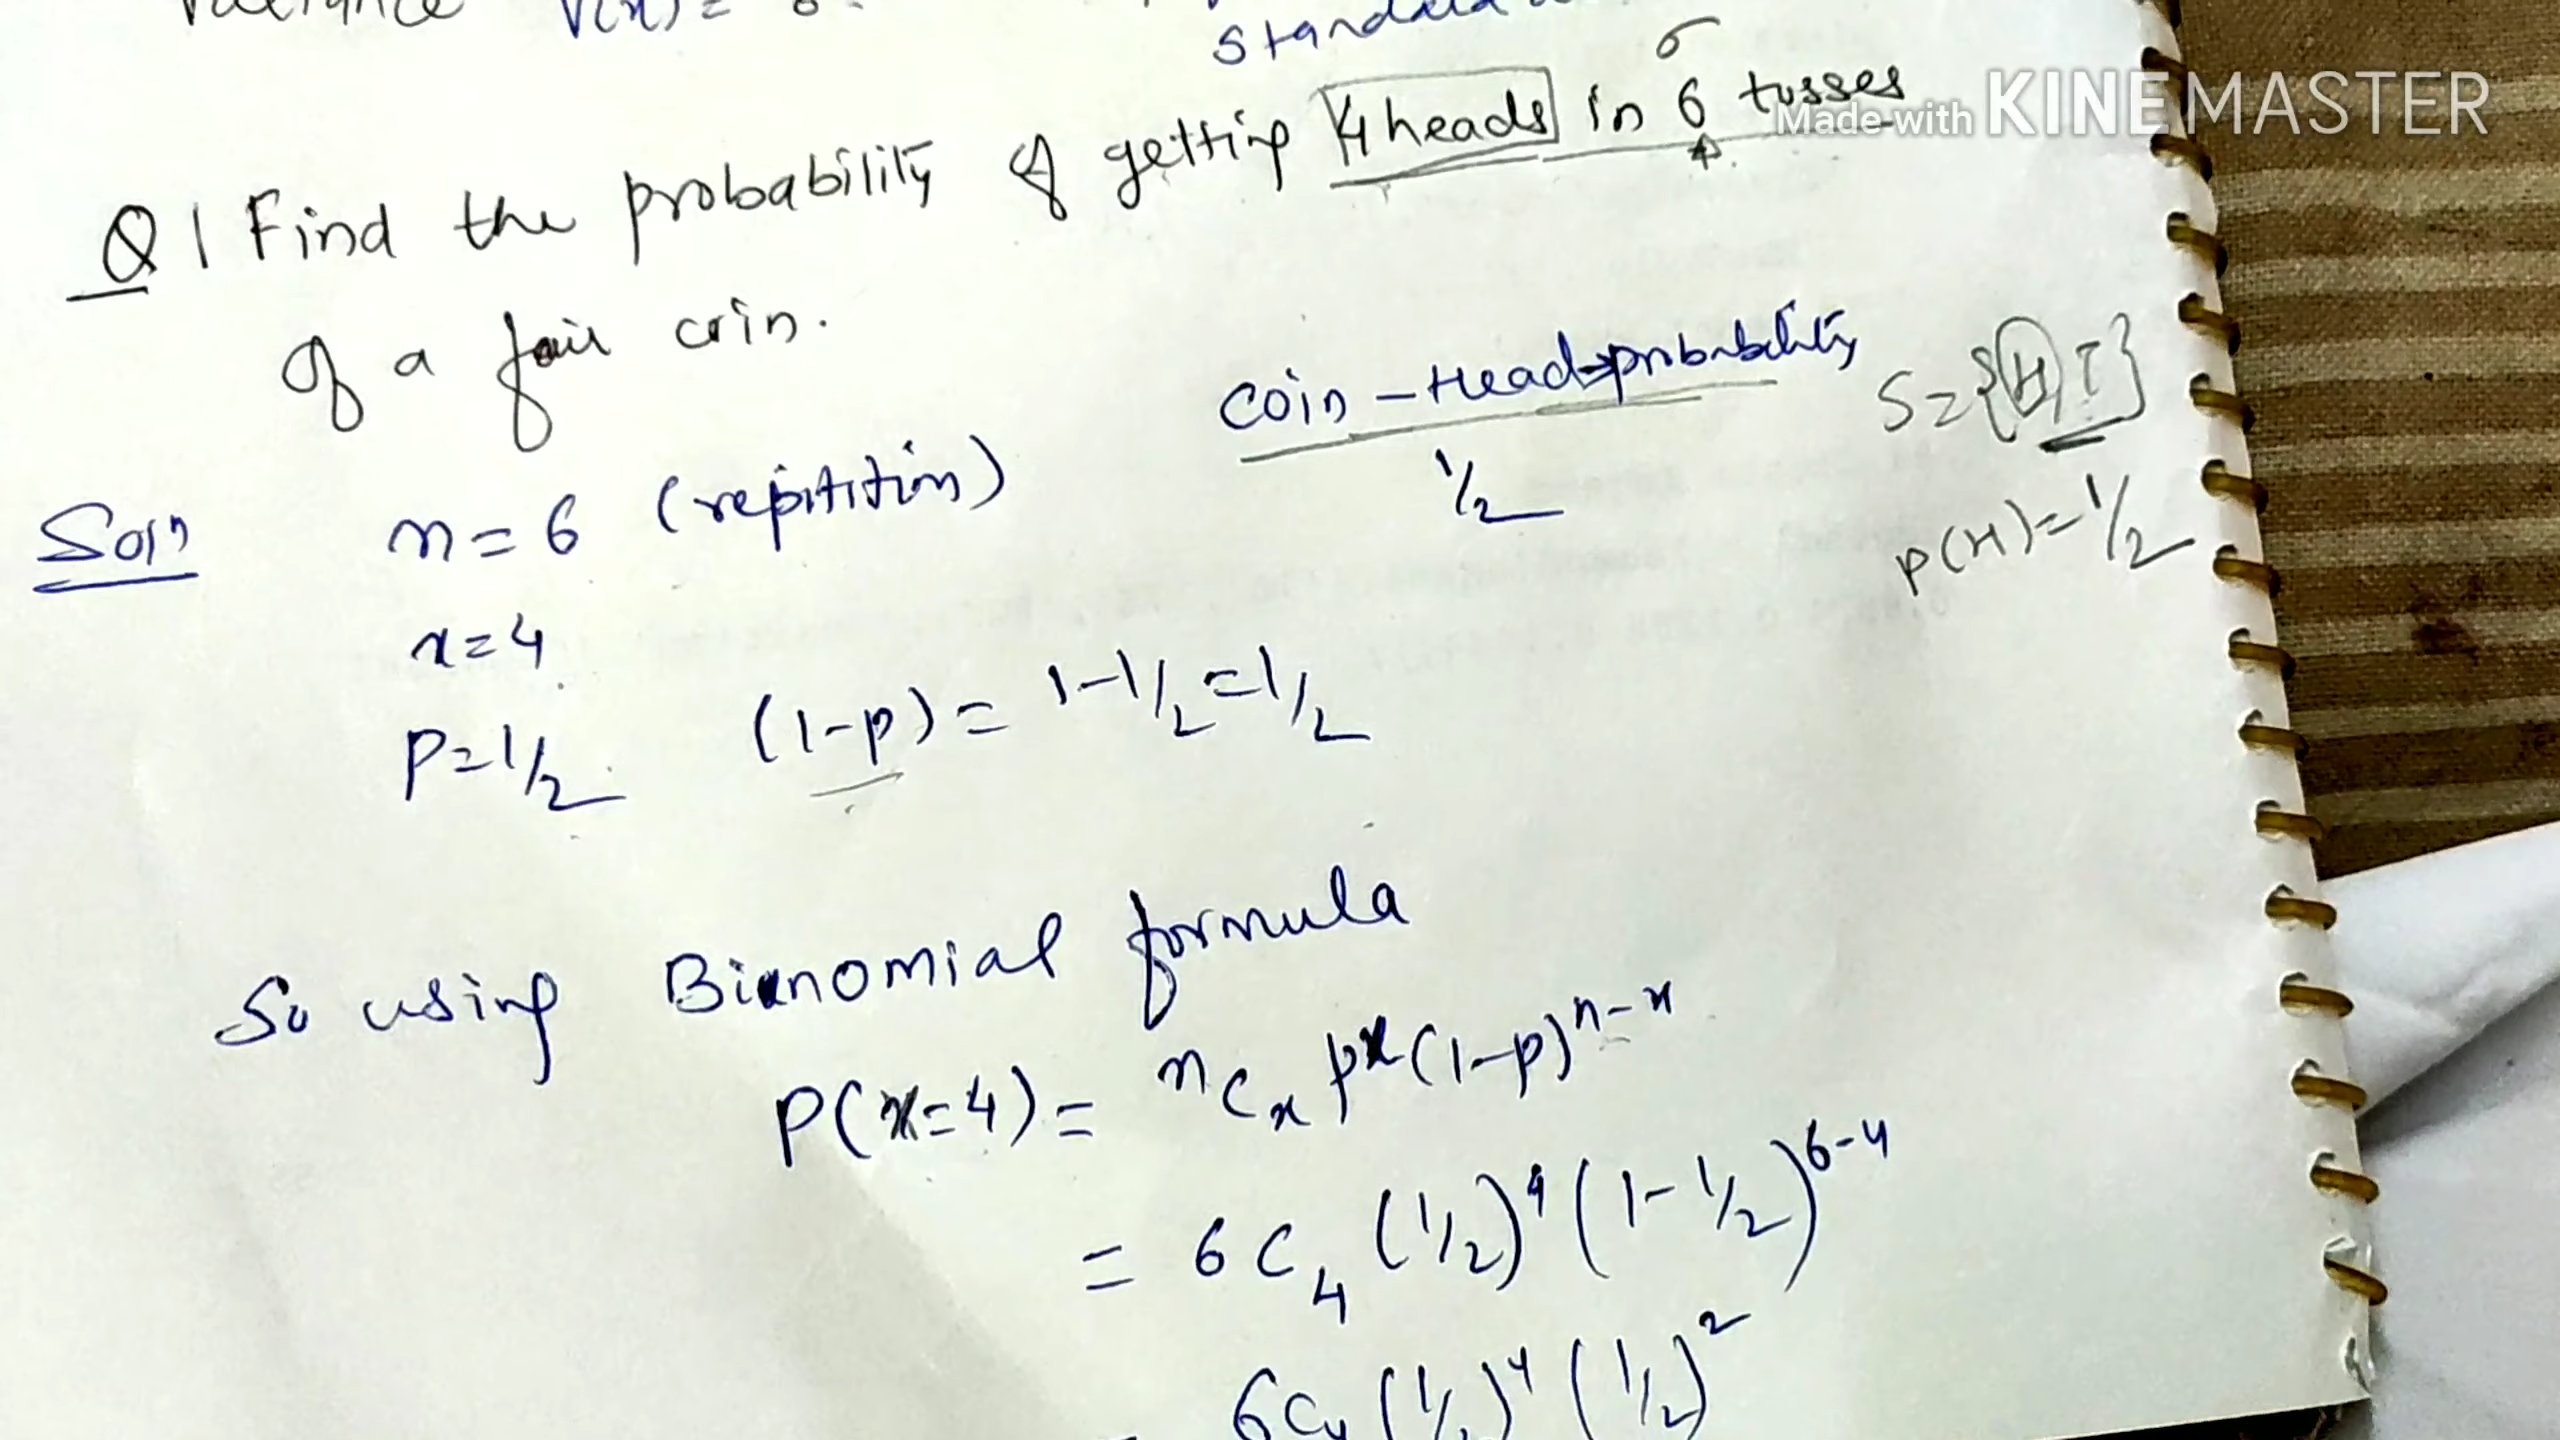 V(x) =
Standard
σ
Q1 Find the probability of getting 4 heads in 6 tosses
Made with KINEMASTER
of a fair coin.
Coin - Head → probability
1/2
S = {H, T}
P(H) = 1/2
Soln n = 6 (repitition)
x = 4
P = 1/2 (1-p) = 1-1/2 = 1/2
So using Binomial formula
P(X=4) = ⁿCₓ pˣ (1-p)ⁿ⁻ˣ
= 6C₄ (1/2)⁴ (1-1/2)⁶⁻⁴
= 6C₄ (1/2)⁴ (1/2)²